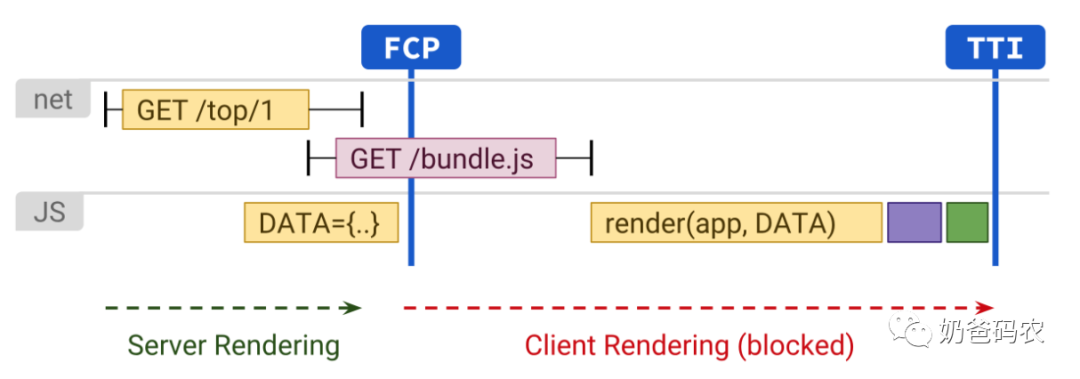 FCP
TTI
net
GET /top/1
GET /bundle.js
JS
DATA={..}
render(app, DATA)
Server Rendering
Client Rendering (blocked)
奶爸码农